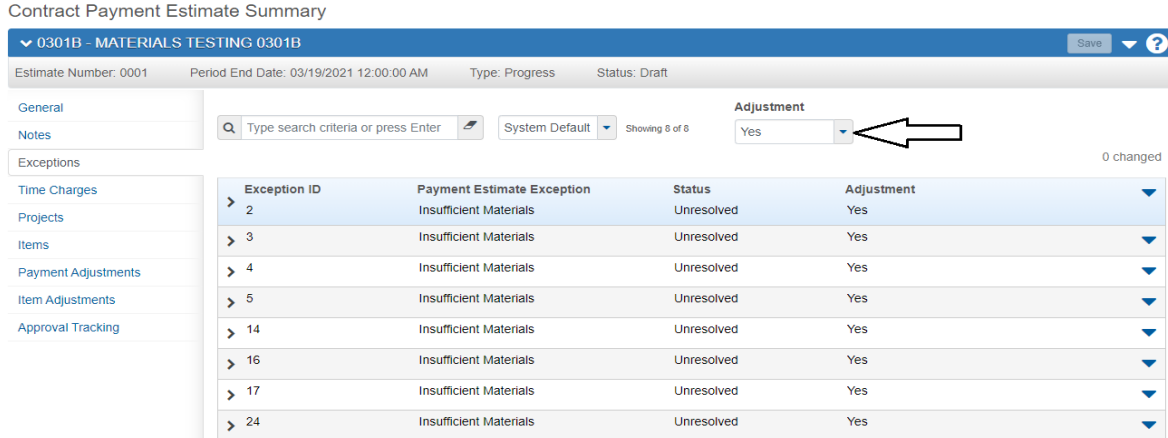 Contract Payment Estimate Summary
0301B - MATERIALS TESTING 0301B
Save
?
Estimate Number: 0001 Period End Date: 03/19/2021 12:00:00 AM Type: Progress Status: Draft
General
Notes
Exceptions
Time Charges
Projects
Items
Payment Adjustments
Item Adjustments
Approval Tracking
Adjustment
Type search criteria or press Enter System Default Showing 8 of 8 Yes
0 changed
Exception ID Payment Estimate Exception Status Adjustment
2 Insufficient Materials Unresolved Yes
3 Insufficient Materials Unresolved Yes
4 Insufficient Materials Unresolved Yes
5 Insufficient Materials Unresolved Yes
14 Insufficient Materials Unresolved Yes
16 Insufficient Materials Unresolved Yes
17 Insufficient Materials Unresolved Yes
24 Insufficient Materials Unresolved Yes